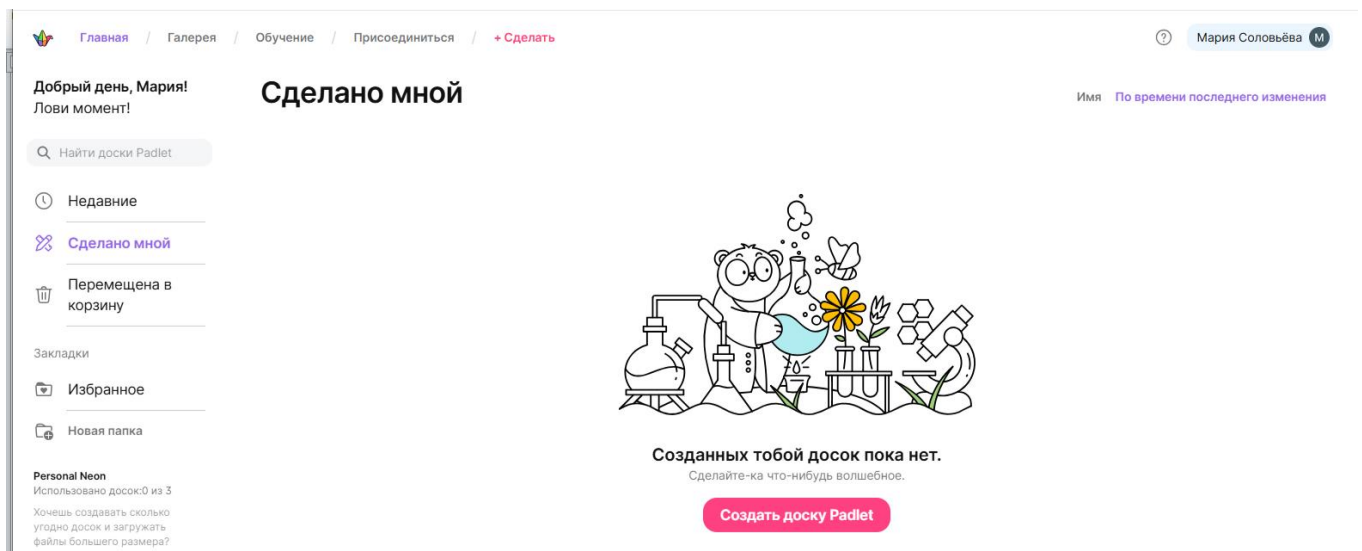 Главная / Галерея / Обучение / Присоединиться / + Сделать
? Мария Соловьёва М
Добрый день, Мария!
Лови момент!
Найти доски Padlet
Недавние
Сделано мной
Перемещена в
корзину
Закладки
Избранное
Новая папка
Personal Neon
Использовано досок:0 из 3
Хочешь создавать сколько
угодно досок и загружать
файлы большего размера?
Сделано мной
Имя По времени последнего изменения
Созданных тобой досок пока нет.
Сделайте-ка что-нибудь волшебное.
Создать доску Padlet